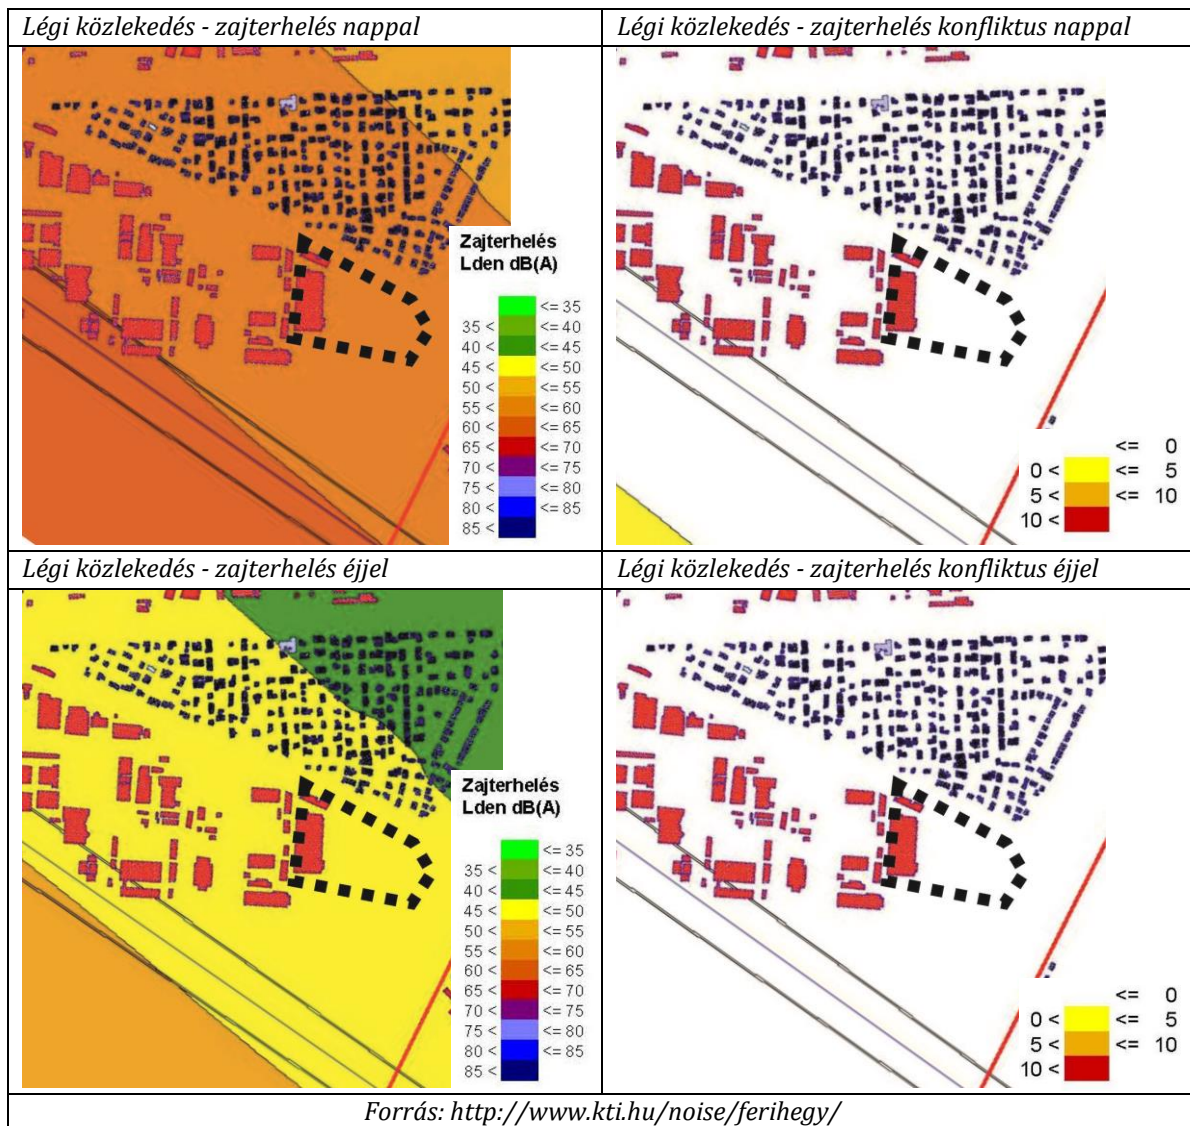 Légi közlekedés - zajterhelés nappal
Légi közlekedés - zajterhelés konfliktus nappal
Zajterhelés
Lden dB(A)
<= 35
35 < <= 40
40 < <= 45
45 < <= 50
50 < <= 55
55 < <= 60
60 < <= 65
65 < <= 70
70 < <= 75
75 < <= 80
80 < <= 85
85 <
<= 0
0 < <= 5
5 < <= 10
10 <
Légi közlekedés - zajterhelés éjjel
Légi közlekedés - zajterhelés konfliktus éjjel
Zajterhelés
Lden dB(A)
<= 35
35 < <= 40
40 < <= 45
45 < <= 50
50 < <= 55
55 < <= 60
60 < <= 65
65 < <= 70
70 < <= 75
75 < <= 80
80 < <= 85
85 <
<= 0
0 < <= 5
5 < <= 10
10 <
Forrás: http://www.kti.hu/noise/ferihegy/